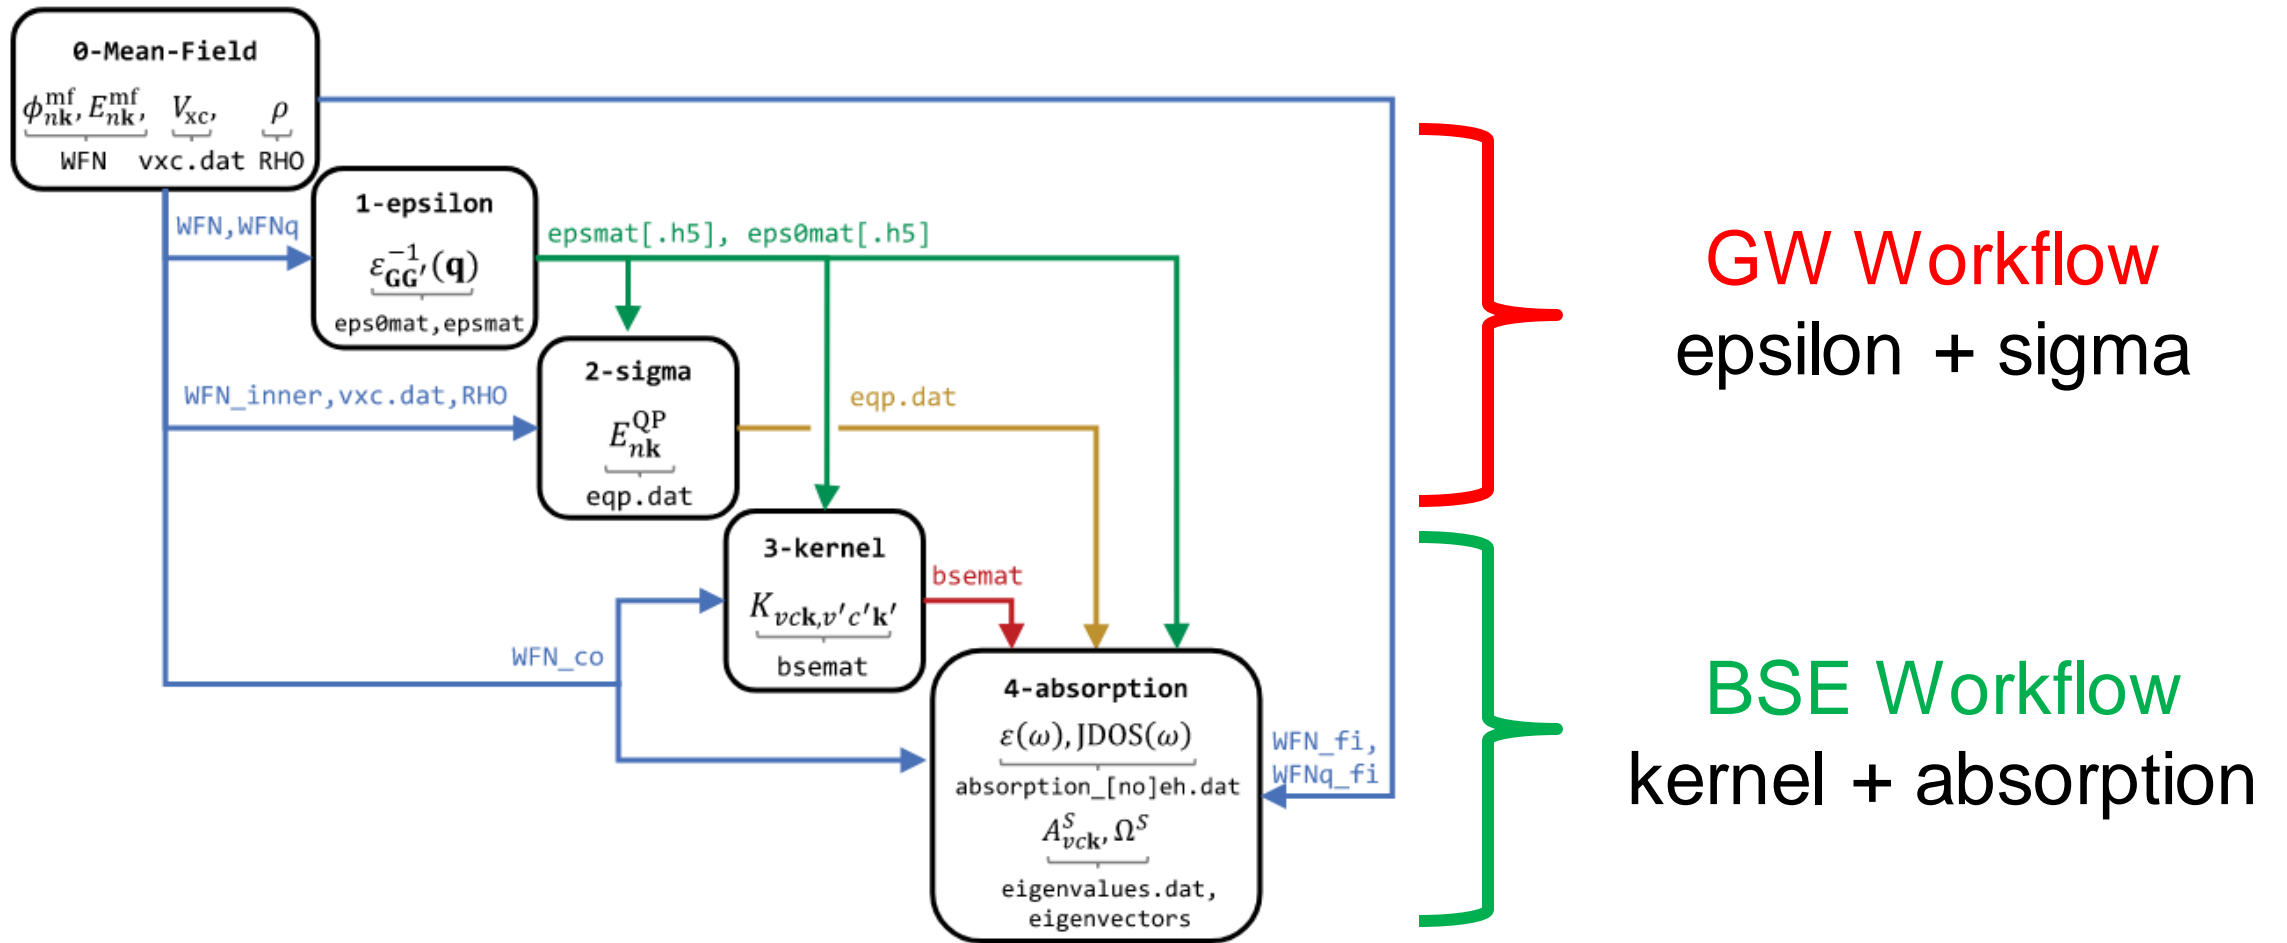 0-Mean-Field
ϕ^mf_nk, E^mf_nk, V_xc, ρ
WFN vxc.dat RHO
1-epsilon
ε^−1_GG′(q)
eps0mat,epsmat
WFN,WFNq
epsmat[.h5], eps0mat[.h5]
2-sigma
E^QP_nk
eqp.dat
WFN_inner,vxc.dat,RHO
eqp.dat
3-kernel
K_vck,v′c′k′
bsemat
bsemat
WFN_co
4-absorption
ε(ω), JDOS(ω)
absorption_[no]eh.dat
A^S_vck, Ω^S
eigenvalues.dat,
eigenvectors
WFN_fi,
WFNq_fi
GW Workflow
epsilon + sigma
BSE Workflow
kernel + absorption